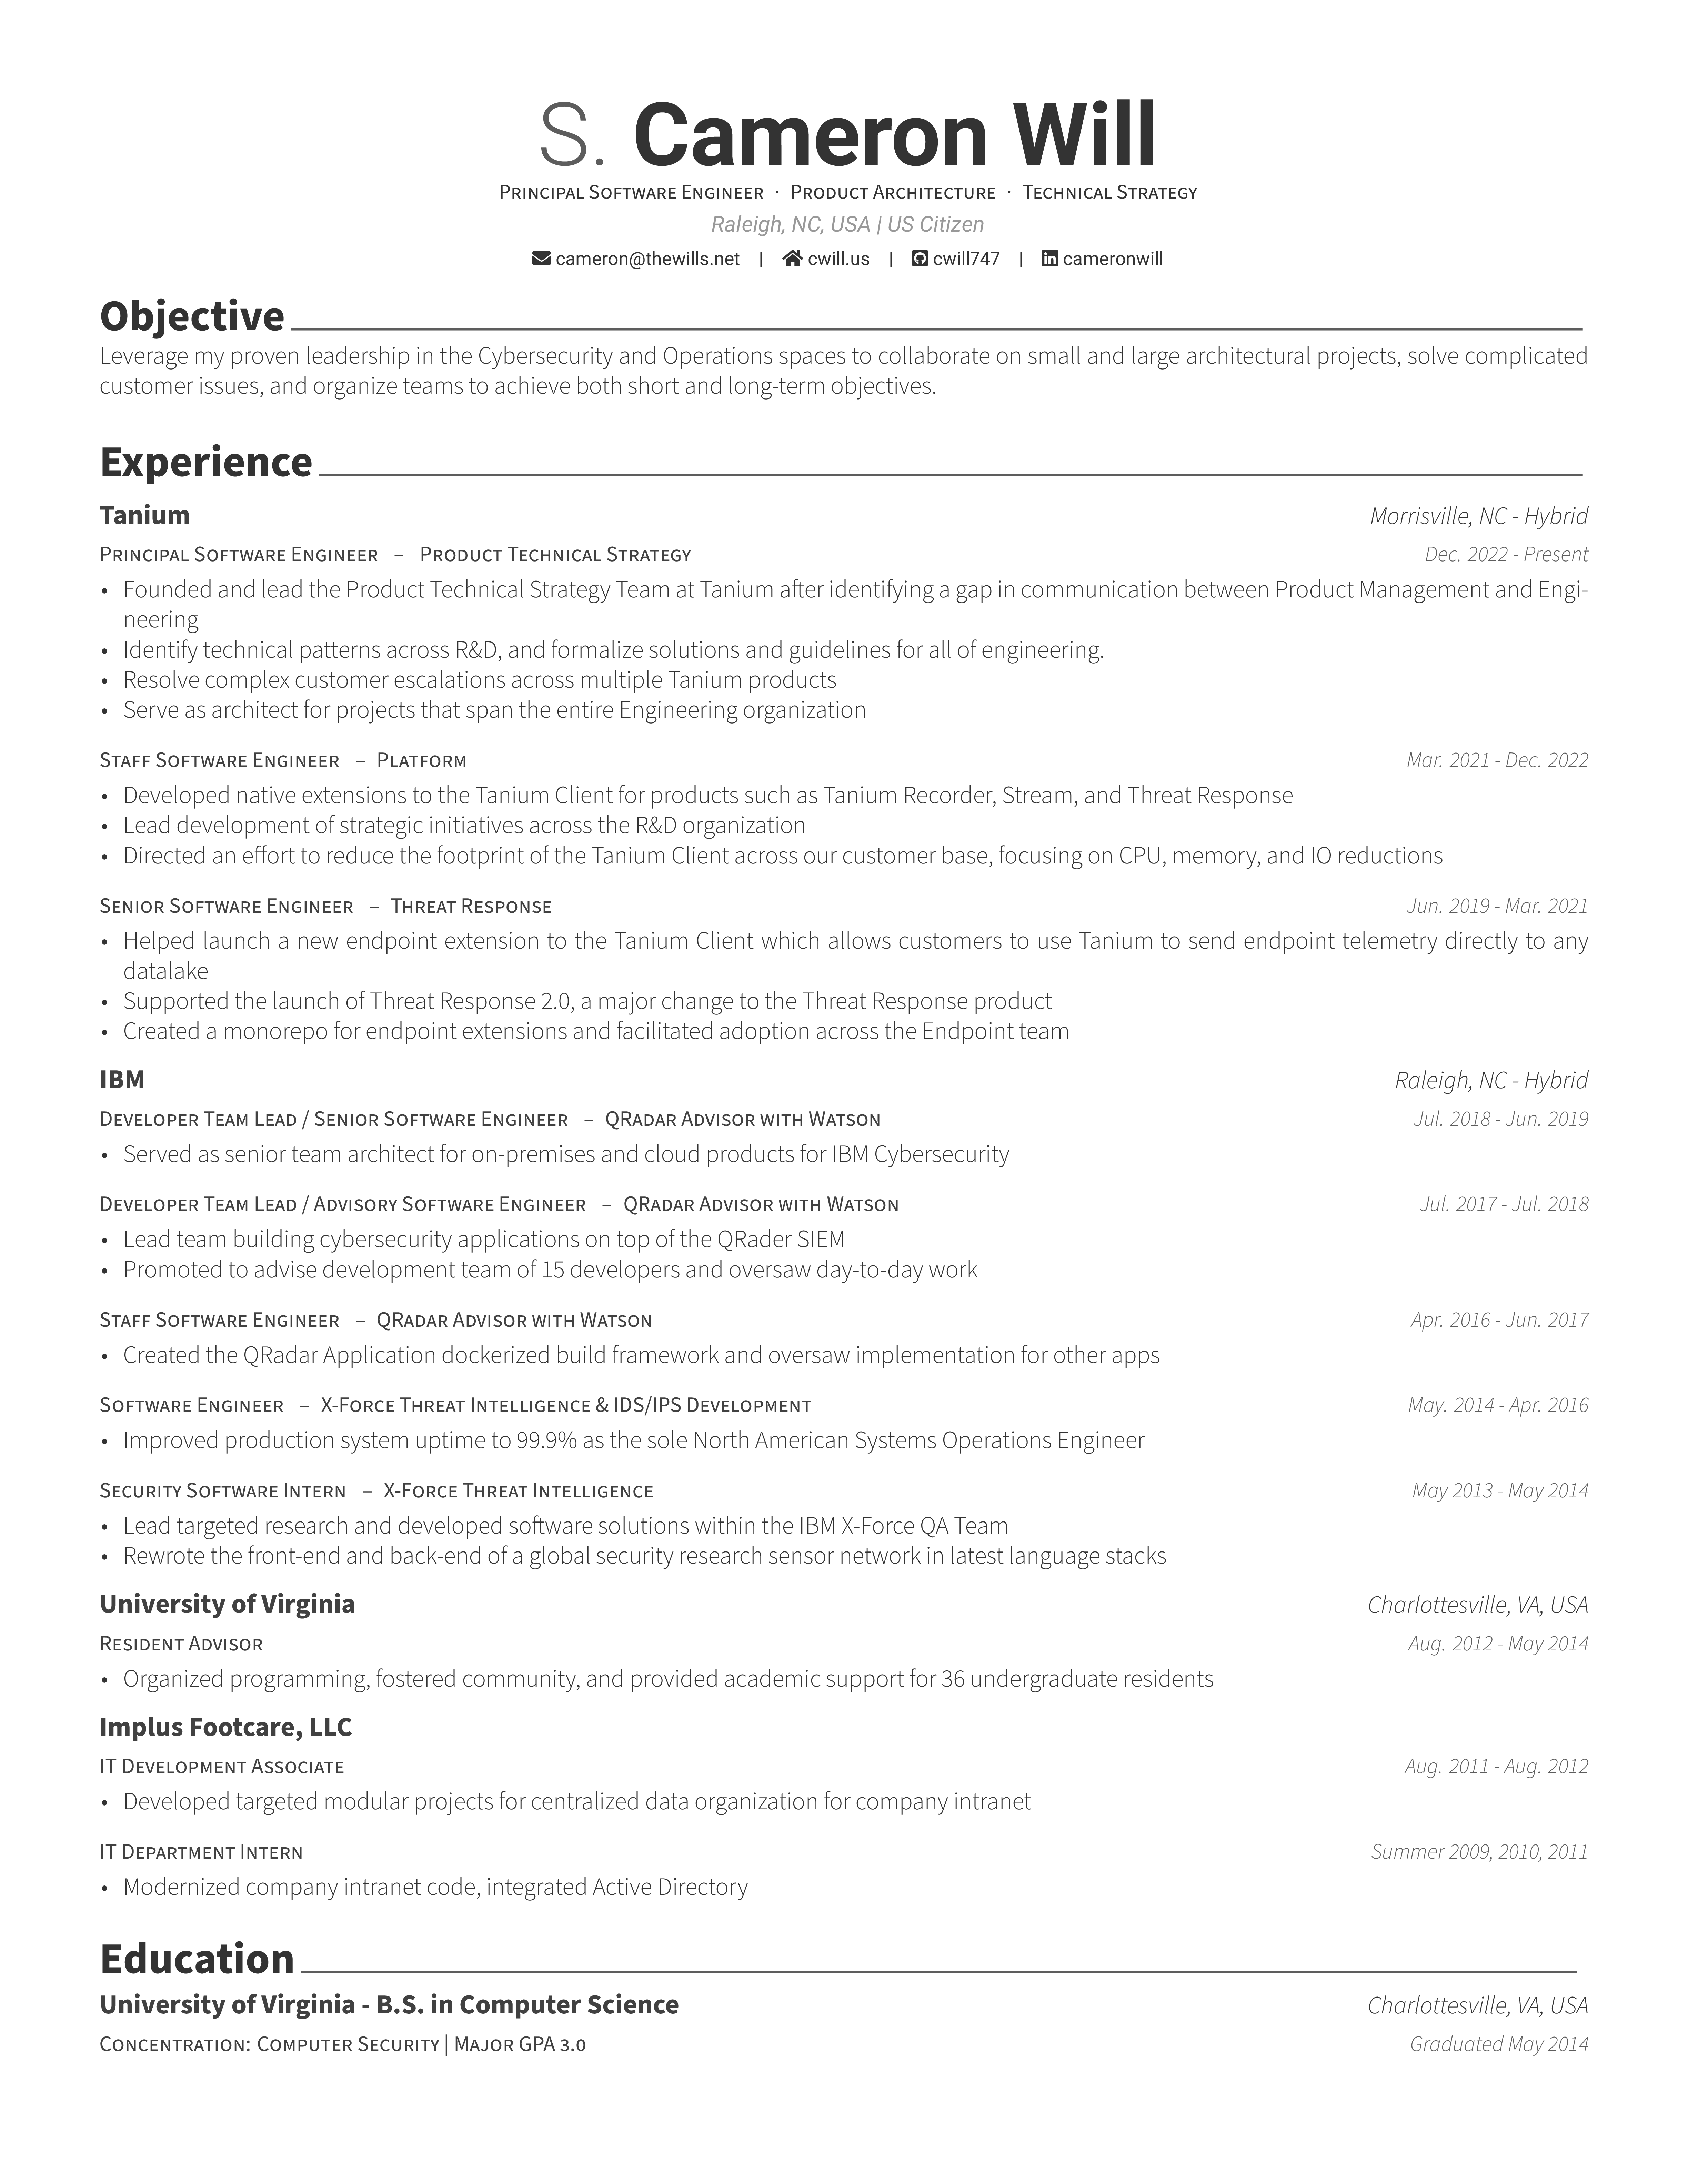 S. Cameron Will
Principal Software Engineer · Product Architecture · Technical Strategy
Raleigh, NC, USA | US Citizen
cameron@thewills.net | cwill.us | cwill747 | cameronwill
Objective
Leverage my proven leadership in the Cybersecurity and Operations spaces to collaborate on small and large architectural projects, solve complicated
customer issues, and organize teams to achieve both short and long-term objectives.
Experience
Tanium Morrisville, NC - Hybrid
Principal Software Engineer – Product Technical Strategy Dec. 2022 - Present
• Founded and lead the Product Technical Strategy Team at Tanium after identifying a gap in communication between Product Management and Engi-
neering
• Identify technical patterns across R&D, and formalize solutions and guidelines for all of engineering.
• Resolve complex customer escalations across multiple Tanium products
• Serve as architect for projects that span the entire Engineering organization
Staff Software Engineer – Platform Mar. 2021 - Dec. 2022
• Developed native extensions to the Tanium Client for products such as Tanium Recorder, Stream, and Threat Response
• Lead development of strategic initiatives across the R&D organization
• Directed an effort to reduce the footprint of the Tanium Client across our customer base, focusing on CPU, memory, and IO reductions
Senior Software Engineer – Threat Response Jun. 2019 - Mar. 2021
• Helped launch a new endpoint extension to the Tanium Client which allows customers to use Tanium to send endpoint telemetry directly to any
datalake
• Supported the launch of Threat Response 2.0, a major change to the Threat Response product
• Created a monorepo for endpoint extensions and facilitated adoption across the Endpoint team
IBM Raleigh, NC - Hybrid
Developer Team Lead / Senior Software Engineer – QRadar Advisor with Watson Jul. 2018 - Jun. 2019
• Served as senior team architect for on-premises and cloud products for IBM Cybersecurity
Developer Team Lead / Advisory Software Engineer – QRadar Advisor with Watson Jul. 2017 - Jul. 2018
• Lead team building cybersecurity applications on top of the QRader SIEM
• Promoted to advise development team of 15 developers and oversaw day-to-day work
Staff Software Engineer – QRadar Advisor with Watson Apr. 2016 - Jun. 2017
• Created the QRadar Application dockerized build framework and oversaw implementation for other apps
Software Engineer – X-Force Threat Intelligence & IDS/IPS Development May. 2014 - Apr. 2016
• Improved production system uptime to 99.9% as the sole North American Systems Operations Engineer
Security Software Intern – X-Force Threat Intelligence May 2013 - May 2014
• Lead targeted research and developed software solutions within the IBM X-Force QA Team
• Rewrote the front-end and back-end of a global security research sensor network in latest language stacks
University of Virginia Charlottesville, VA, USA
Resident Advisor Aug. 2012 - May 2014
• Organized programming, fostered community, and provided academic support for 36 undergraduate residents
Implus Footcare, LLC
IT Development Associate Aug. 2011 - Aug. 2012
• Developed targeted modular projects for centralized data organization for company intranet
IT Department Intern Summer 2009, 2010, 2011
• Modernized company intranet code, integrated Active Directory
Education
University of Virginia - B.S. in Computer Science Charlottesville, VA, USA
Concentration: Computer Security | Major GPA 3.0 Graduated May 2014